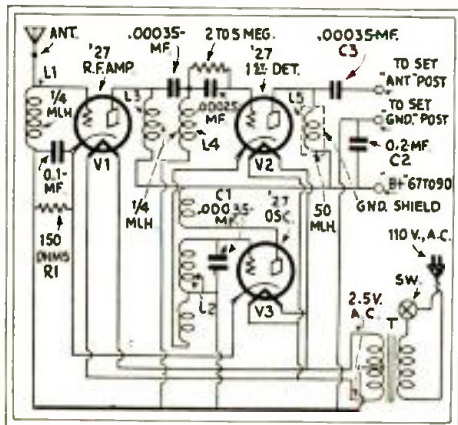 ANT.
'27
R.F. AMP.
.00035-
MF.
2 TO 5 MEG.
'27
1ST. DET.
.00035-MF.
C3
TO SET
"ANT" POST
TO SET
"GND." POST
L1
L3
.00025
MF.
L5
1/4
MLH
L4
V1
V2
0.1-
MF.
1/4
MLH
C1
.00035-
MF.
'27
OSC.
50
MLH.
GND. SHIELD
0.2-MF.
C2
"B+" 67 TO 90
150
OHMS
R1
L2
V3
110 V., A.C.
SW.
2.5 V.
A.C.
T